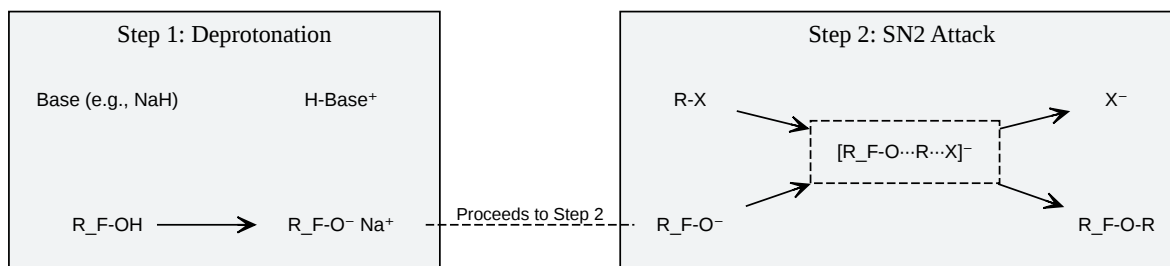 Step 1: Deprotonation
Base (e.g., NaH)
H-Base⁺
R_F-OH
R_F-O⁻ Na⁺
Proceeds to Step 2
Step 2: SN2 Attack
R-X
X⁻
[R_F-O···R···X]⁻
R_F-O⁻
R_F-O-R